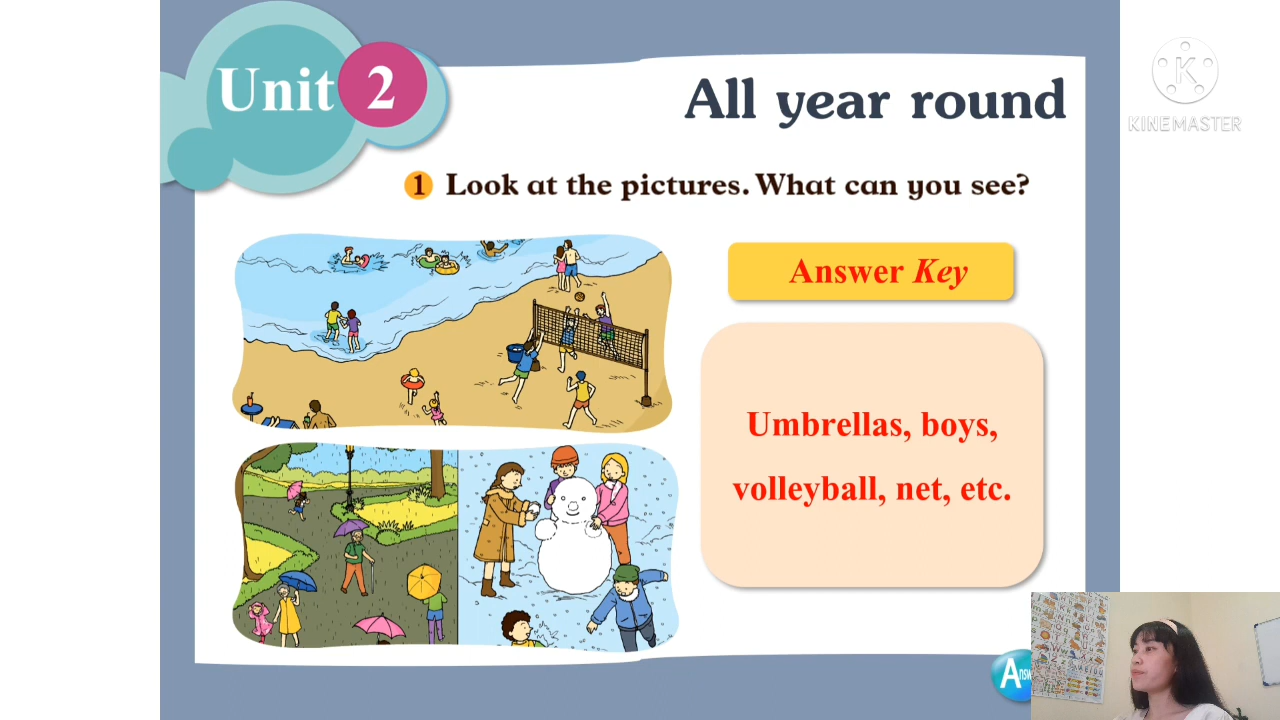 Unit 2
All year round
KINEMASTER
1 Look at the pictures. What can you see?
Answer Key
Umbrellas, boys,
volleyball, net, etc.